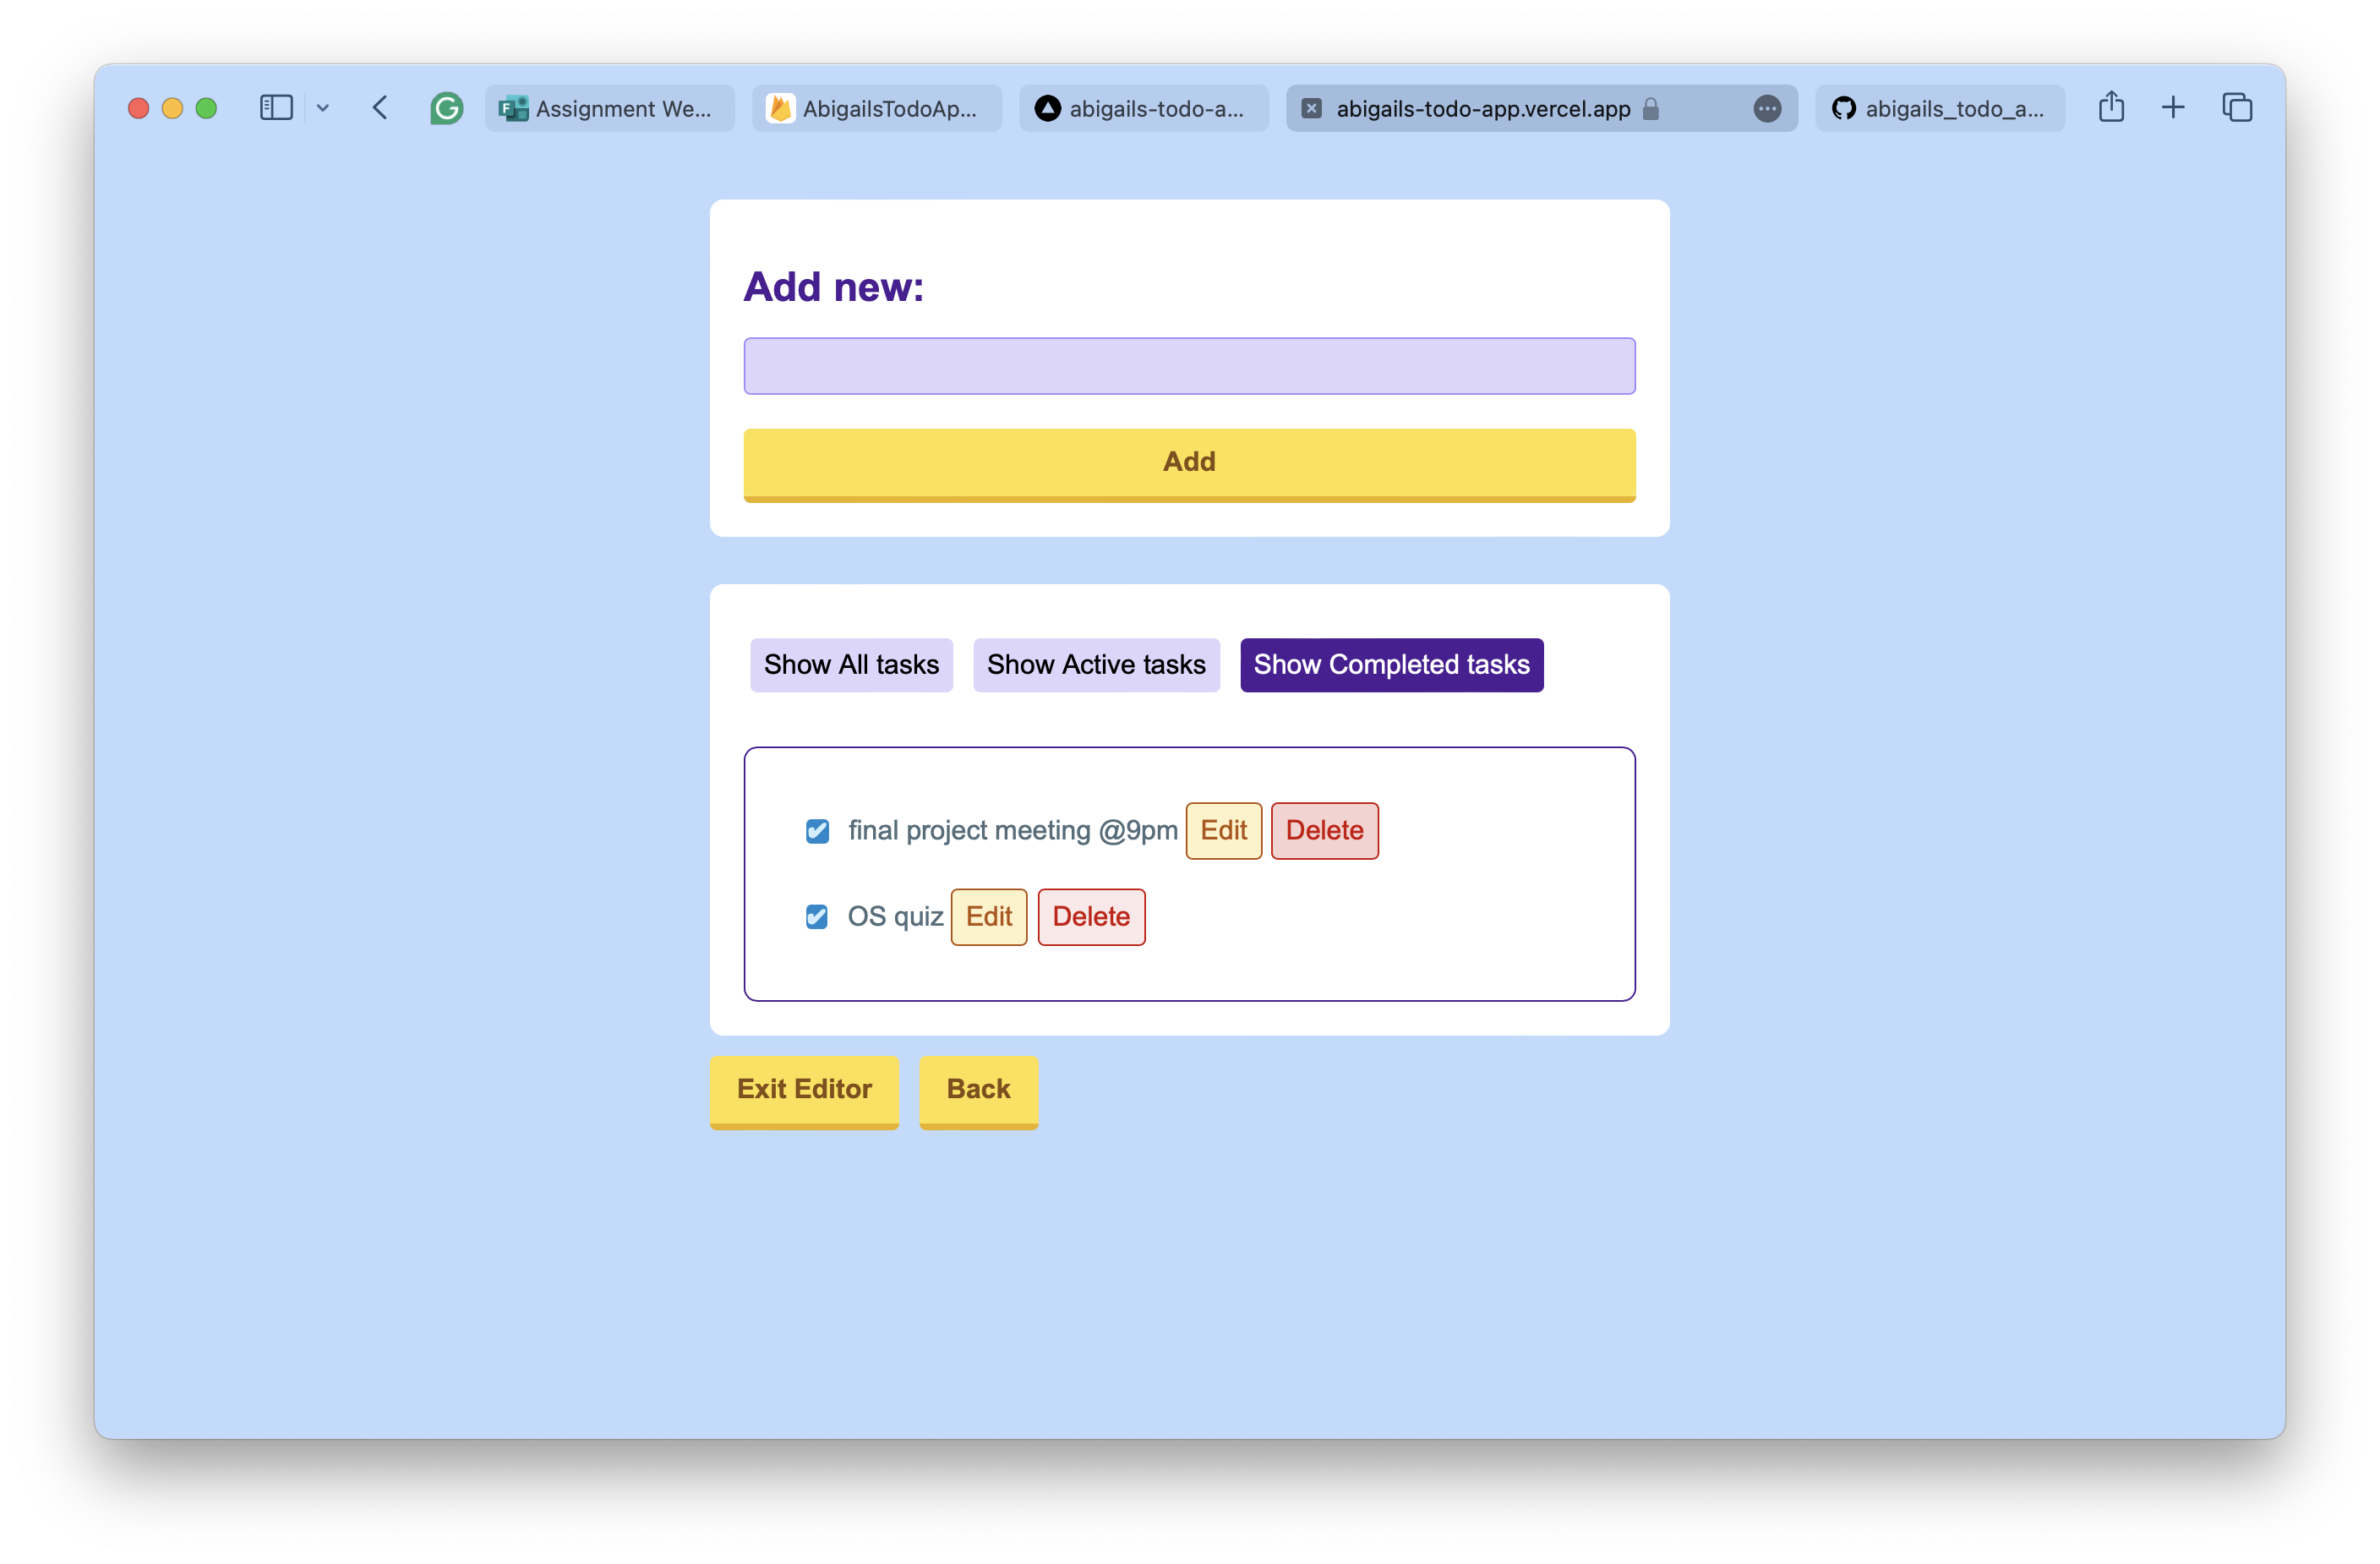 Assignment We... AbigailsTodoAp... abigails-todo-a... abigails-todo-app.vercel.app abigails_todo_a...
Add new:
Add
Show All tasks Show Active tasks Show Completed tasks
final project meeting @9pm Edit Delete
OS quiz Edit Delete
Exit Editor Back